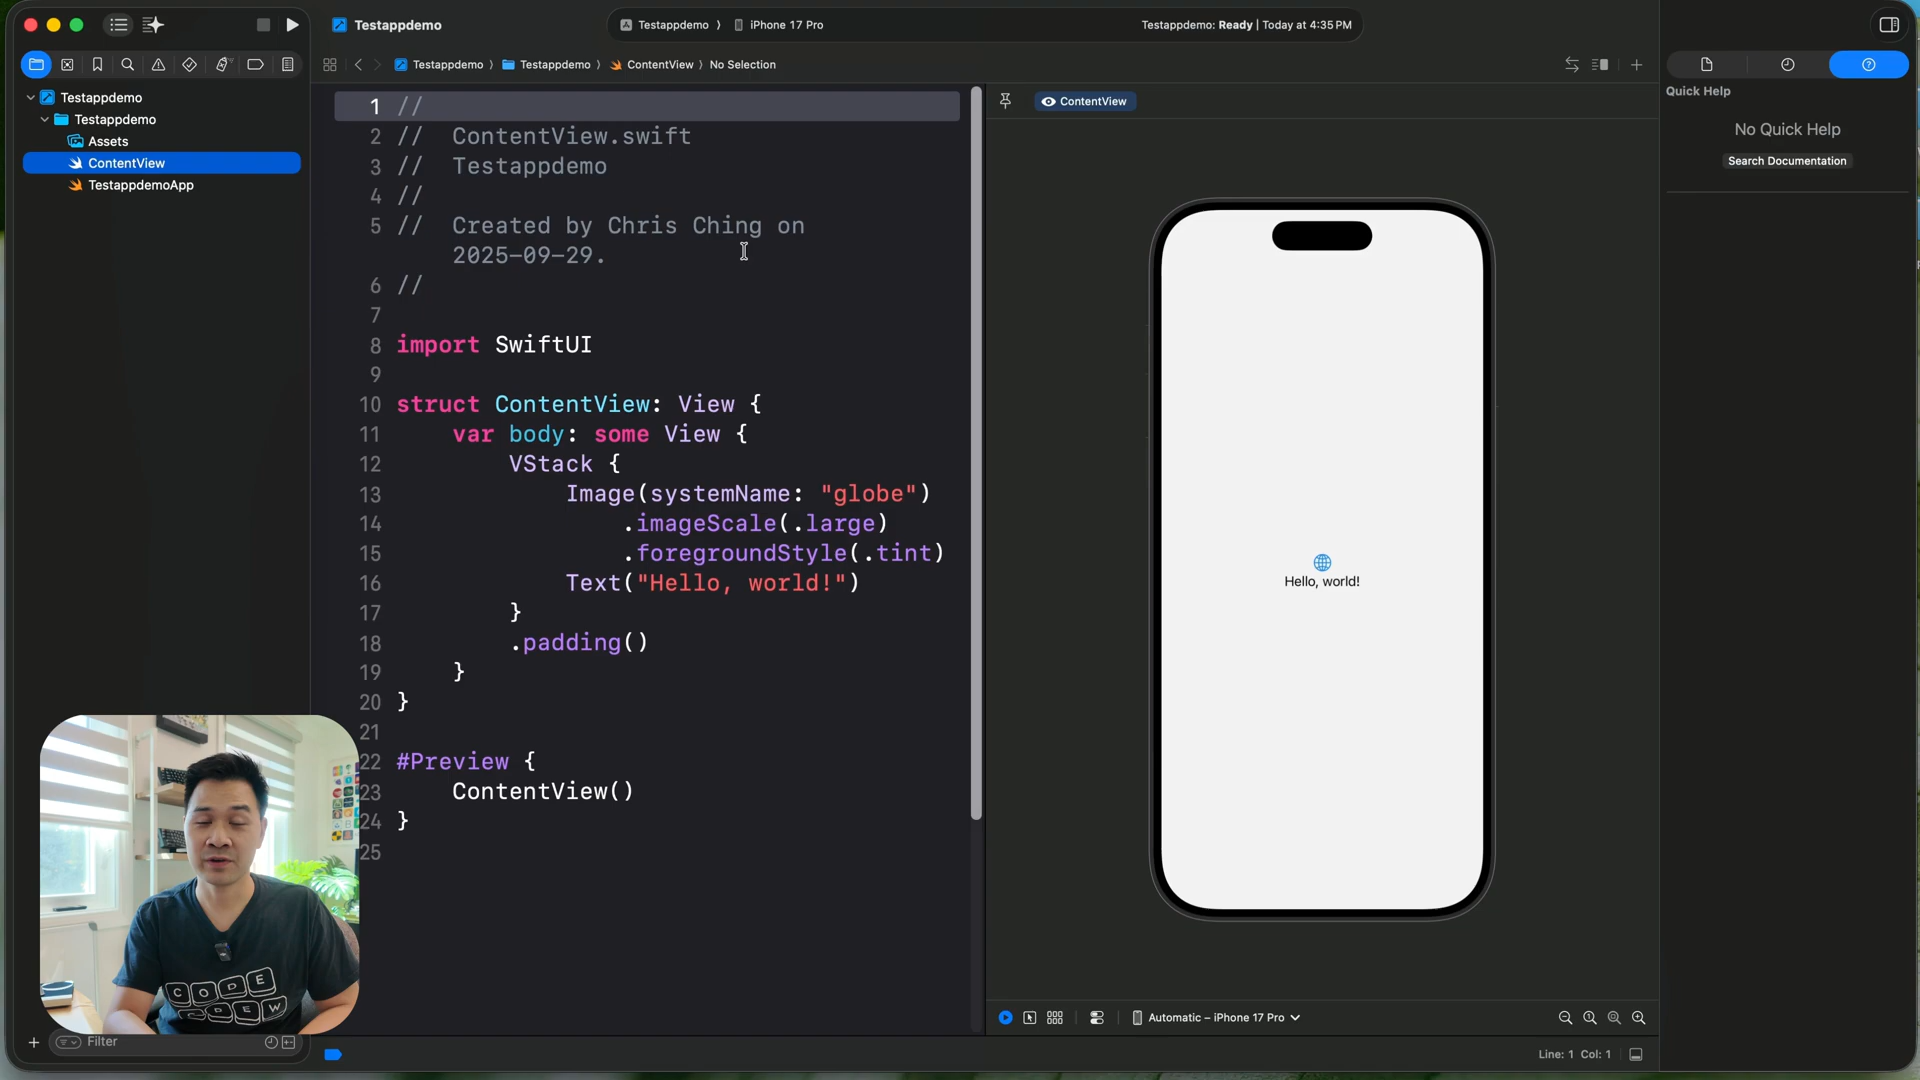 Testappdemo
Testappdemo 〉 iPhone 17 Pro
Testappdemo: Ready | Today at 4:35 PM
Testappdemo 〉 Testappdemo 〉 ContentView 〉 No Selection
Testappdemo
Testappdemo
Assets
ContentView
TestappdemoApp
Filter
1 //
2 //  ContentView.swift
3 //  Testappdemo
4 //
5 //  Created by Chris Ching on
2025-09-29.
6 //
7
8 import SwiftUI
9
10 struct ContentView: View {
11     var body: some View {
12         VStack {
13             Image(systemName: "globe")
14                 .imageScale(.large)
15                 .foregroundStyle(.tint)
16             Text("Hello, world!")
17         }
18         .padding()
19     }
20 }
21
22 #Preview {
23     ContentView()
24 }
25
ContentView
Hello, world!
Automatic – iPhone 17 Pro
Line: 1 Col: 1
Quick Help
No Quick Help
Search Documentation
CODE
CREW